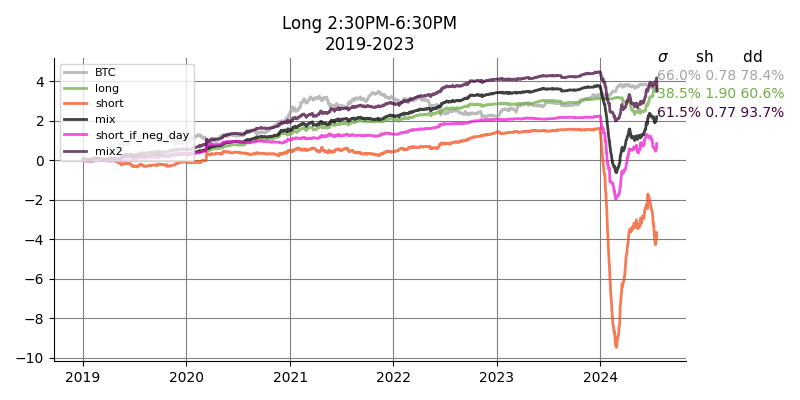 Long 2:30PM-6:30PM
2019-2023
σ sh dd
66.0% 0.78 78.4%
38.5% 1.90 60.6%
61.5% 0.77 93.7%
BTC
long
short
mix
short_if_neg_day
mix2
4
2
0
−2
−4
−6
−8
−10
2019 2020 2021 2022 2023 2024